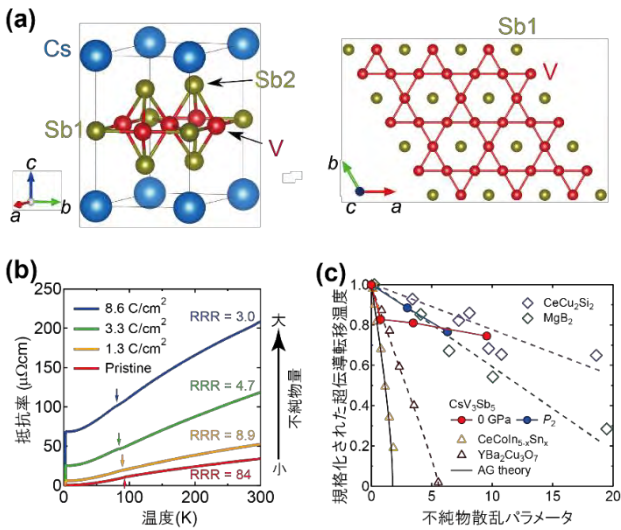 (a)
Cs
Sb2
Sb1
V
c
a
b
Sb1
V
b
c
a
(b)
抵抗率 (μΩcm)
250
200
150
100
50
0
8.6 C/cm²
3.3 C/cm²
1.3 C/cm²
Pristine
RRR = 3.0
RRR = 4.7
RRR = 8.9
RRR = 84
0
100
200
300
温度(K)
大
不純物量
小
(c)
規格化された超伝導転移温度
1.0
0.8
0.6
0.4
0.2
0.0
CeCu₂Si₂
MgB₂
CsV₃Sb₅
0 GPa
P₂
CeCoIn₅₋ₓSnₓ
YBa₂Cu₃O₇
AG theory
0
5
10
15
20
不純物散乱パラメータ